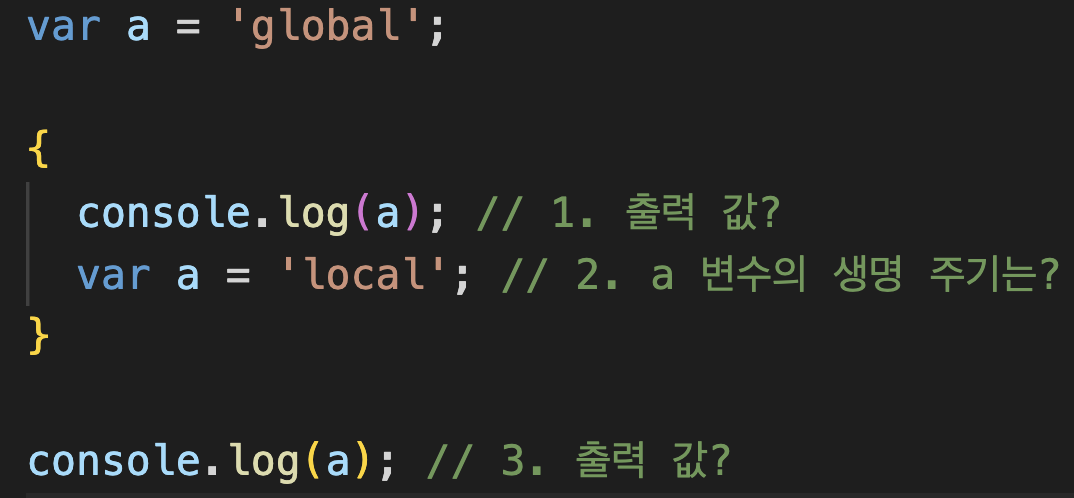 var a = 'global';
{
console.log(a); // 1. 출력 값?
var a = 'local'; // 2. a 변수의 생명 주기는?
}
console.log(a); // 3. 출력 값?